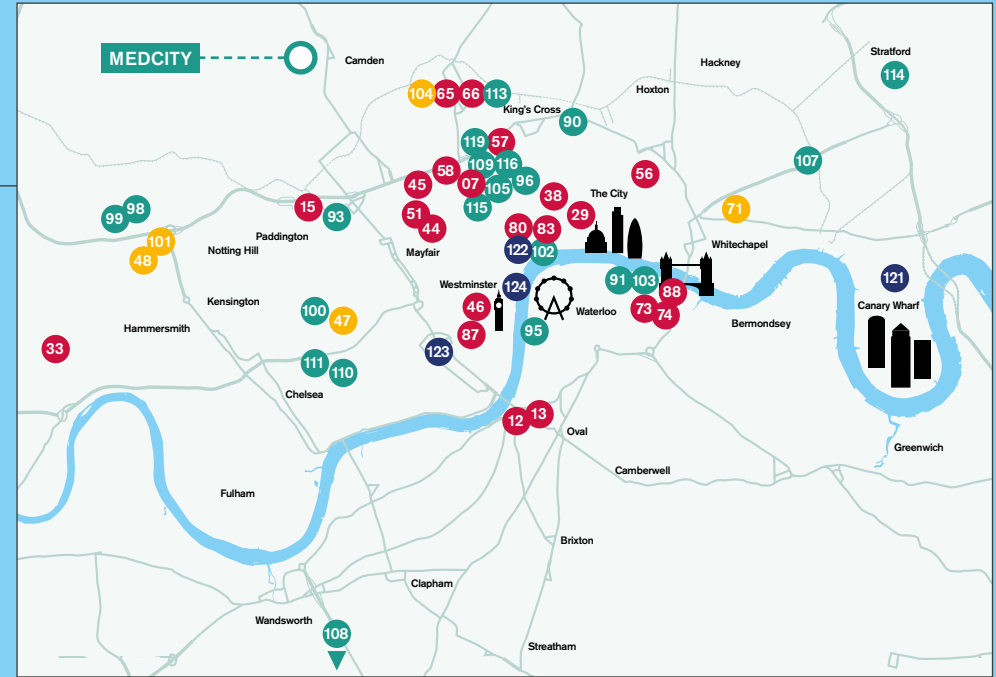 MEDCITY
Camden
Stratford
Hackney
114
Hoxton
104
65
66
113
King's Cross
90
119
57
109
116
107
58
07
105
96
56
45
38
The City
115
99
98
15
93
51
44
29
71
Paddington
80
83
101
Notting Hill
Mayfair
122
102
Whitechapel
48
91
103
121
Westminster
124
88
Kensington
100
47
46
Waterloo
73
74
Canary Wharf
Hammersmith
87
95
Bermondsey
33
123
111
110
Chelsea
12
13
Oval
Greenwich
Camberwell
Fulham
Brixton
Clapham
Wandsworth
108
Streatham